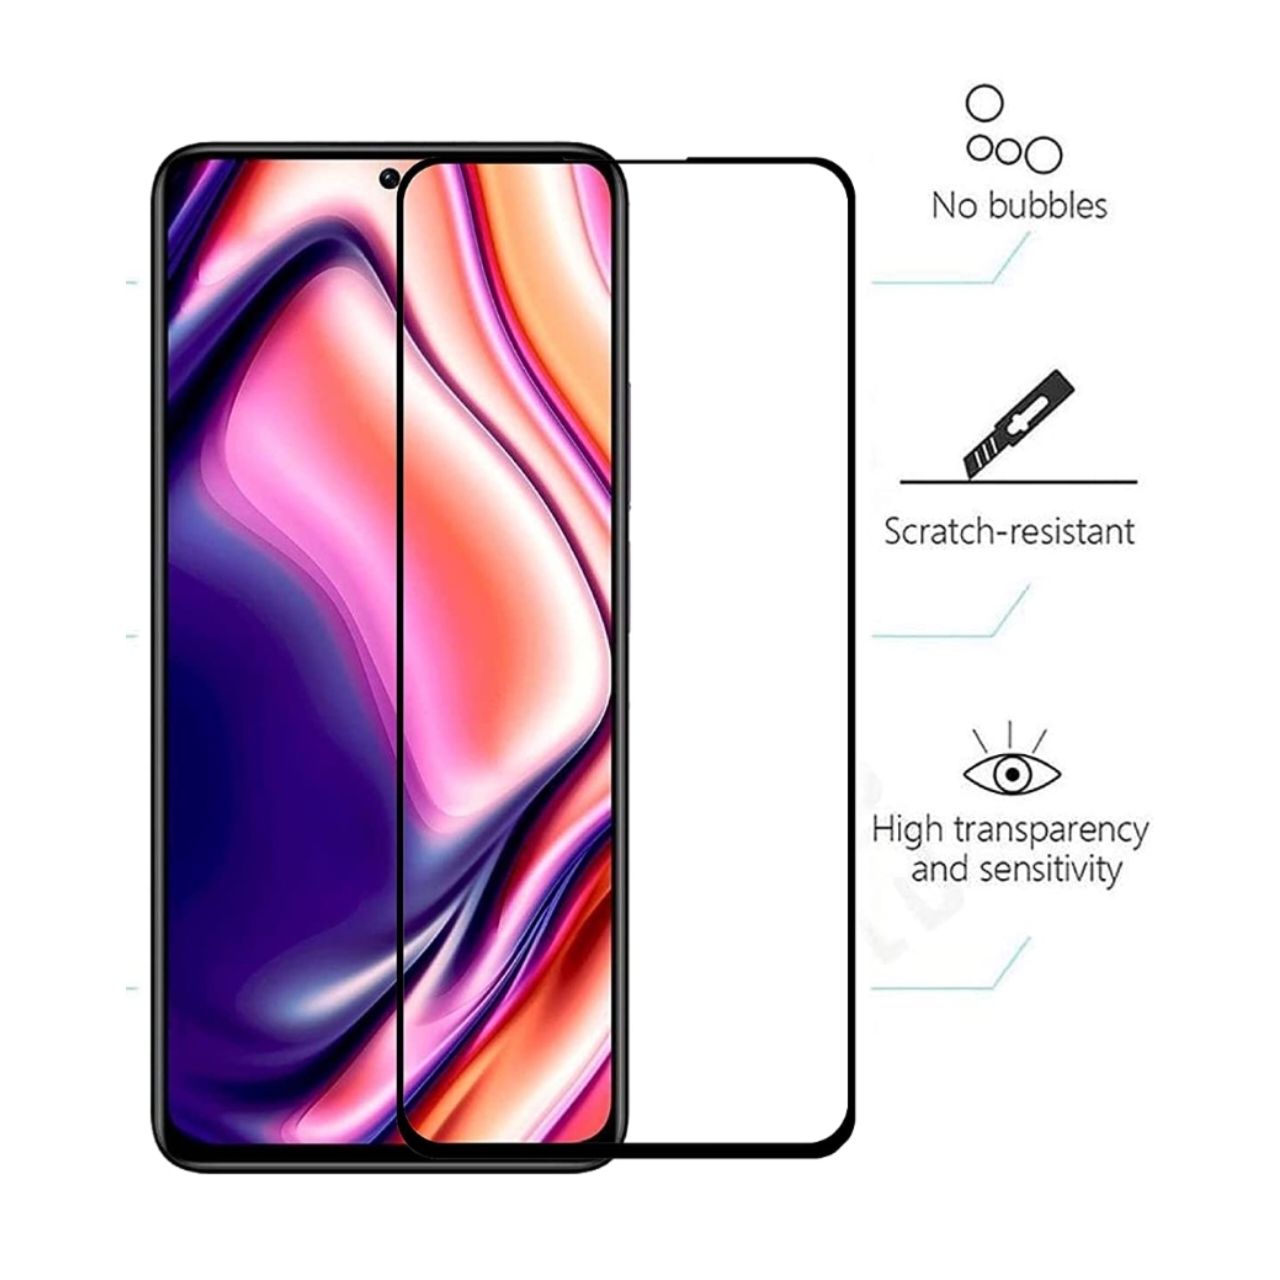 No bubbles
Scratch-resistant
High transparency
and sensitivity